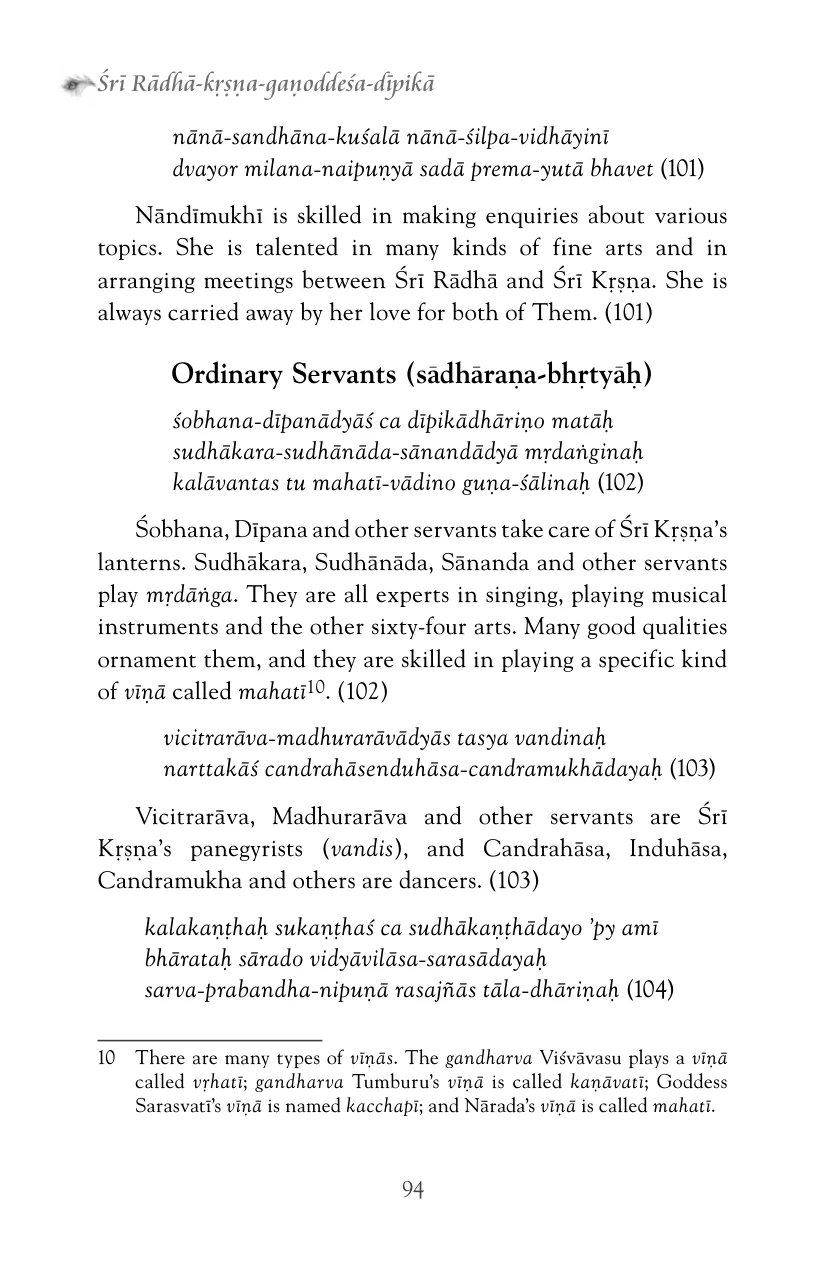 Śrī Rādhā-kṛṣṇa-gaṇoddeśa-dīpikā
nānā-sandhāna-kuśalā nānā-śilpa-vidhāyinī
dvayor milana-naipuṇyā sadā prema-yutā bhavet (101)
Nāndīmukhī is skilled in making enquiries about various
topics. She is talented in many kinds of fine arts and in
arranging meetings between Śrī Rādhā and Śrī Kṛṣṇa. She is
always carried away by her love for both of Them. (101)
Ordinary Servants (sādhāraṇa-bhṛtyāḥ)
śobhana-dīpanādyāś ca dīpikādhāriṇo matāḥ
sudhākara-sudhānāda-sānandādyā mṛdaṅginaḥ
kalāvantas tu mahatī-vādino guṇa-śālinaḥ (102)
Śobhana, Dīpana and other servants take care of Śrī Kṛṣṇa’s
lanterns. Sudhākara, Sudhānāda, Sānanda and other servants
play mṛdāṅga. They are all experts in singing, playing musical
instruments and the other sixty-four arts. Many good qualities
ornament them, and they are skilled in playing a specific kind
of vīṇā called mahatī10. (102)
vicitrarāva-madhurarāvādyās tasya vandinaḥ
narttakāś candrahāsenduhāsa-candramukhādayaḥ (103)
Vicitrarāva, Madhurarāva and other servants are Śrī
Kṛṣṇa’s panegyrists (vandis), and Candrahāsa, Induhāsa,
Candramukha and others are dancers. (103)
kalakaṇṭhaḥ sukaṇṭhaś ca sudhākaṇṭhādayo ’py amī
bhārataḥ sārado vidyāvilāsa-sarasādayaḥ
sarva-prabandha-nipuṇā rasajñās tāla-dhāriṇaḥ (104)
10 There are many types of vīṇās. The gandharva Viśvāvasu plays a vīṇā
called vṛhatī; gandharva Tumburu’s vīṇā is called kaṇāvatī; Goddess
Sarasvatī’s vīṇā is named kacchapī; and Nārada’s vīṇā is called mahatī.
94